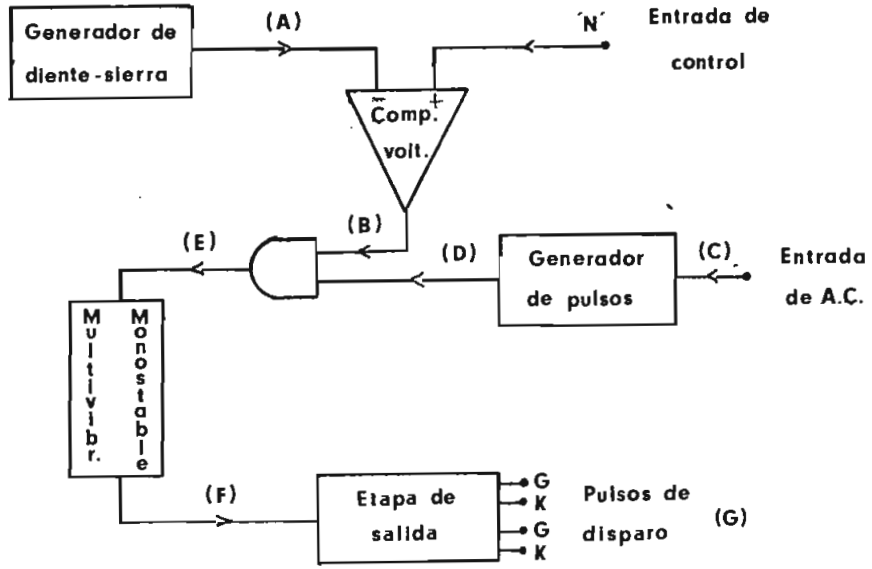 Generador de
diente-sierra
(A)
'N'
Entrada de
control
- +
Comp.
volt.
(B)
(E)
(D)
Generador
de pulsos
(C)
Entrada
de A.C.
Multivibr.
Monostable
(F)
Etapa de
salida
G
K
G
K
Pulsos de
disparo
(G)